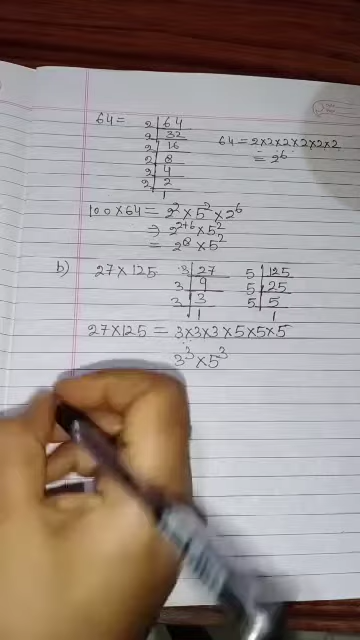 64 = 2 | 64
2 | 32
2 | 16
2 | 8
2 | 4
2 | 2
1
64 = 2×2×2×2×2×2
= 2⁶
100×64 = 2² × 5² × 2⁶
⇒ 2²⁺⁶ × 5²
= 2⁸ × 5²
b) 27 × 125
3 | 27
3 | 9
3 | 3
1
5 | 125
5 | 25
5 | 5
1
27×125 = 3×3×3×5×5×5
3³ × 5³